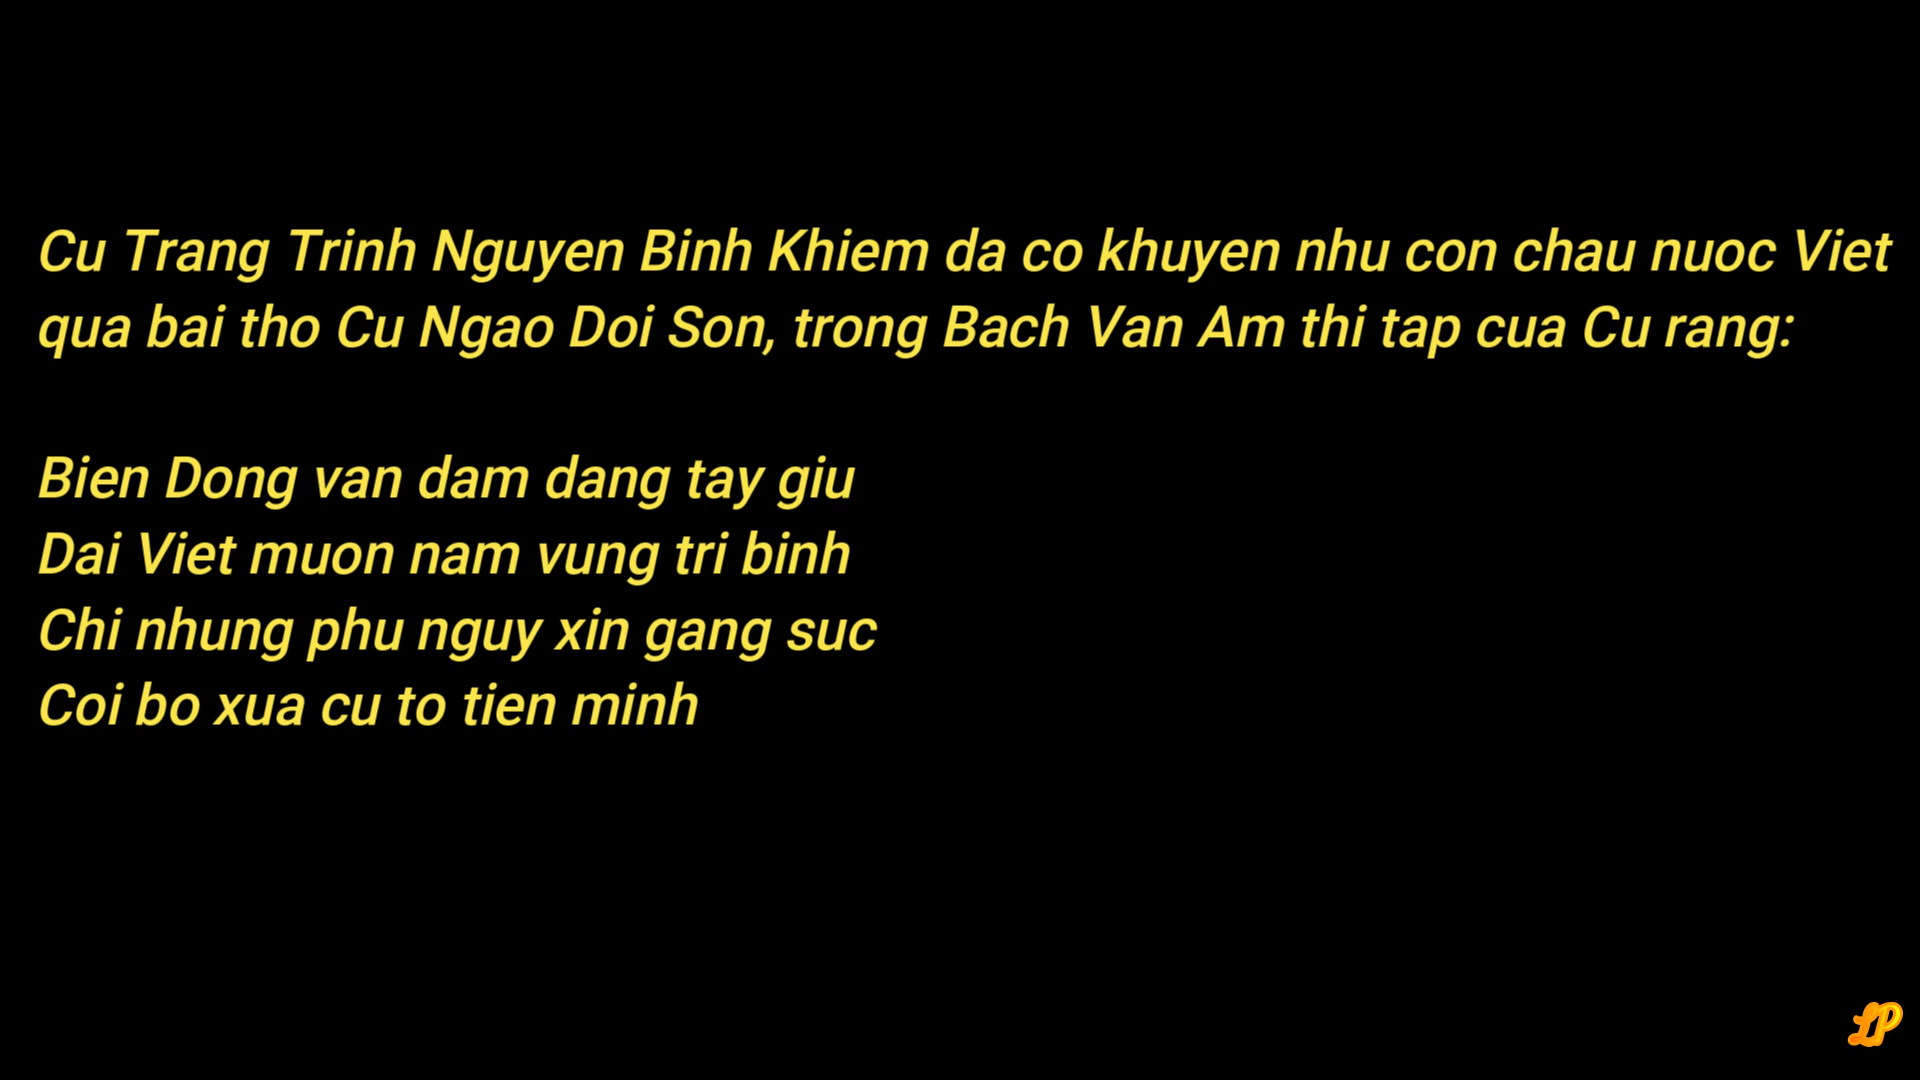 Cu Trang Trinh Nguyen Binh Khiem da co khuyen nhu con chau nuoc Viet
qua bai tho Cu Ngao Doi Son, trong Bach Van Am thi tap cua Cu rang:
Bien Dong van dam dang tay giu
Dai Viet muon nam vung tri binh
Chi nhung phu nguy xin gang suc
Coi bo xua cu to tien minh
LP